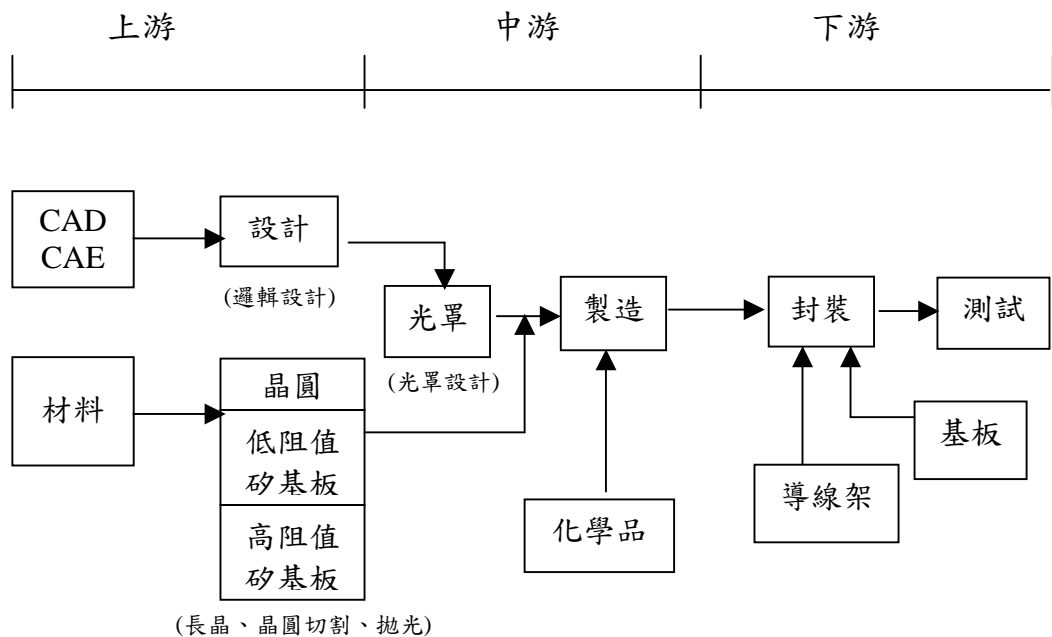 上游
中游
下游
CAD
CAE
設計
(邏輯設計)
光罩
(光罩設計)
製造
封裝
測試
材料
晶圓
低阻值
矽基板
高阻值
矽基板
(長晶、晶圓切割、拋光)
化學品
導線架
基板